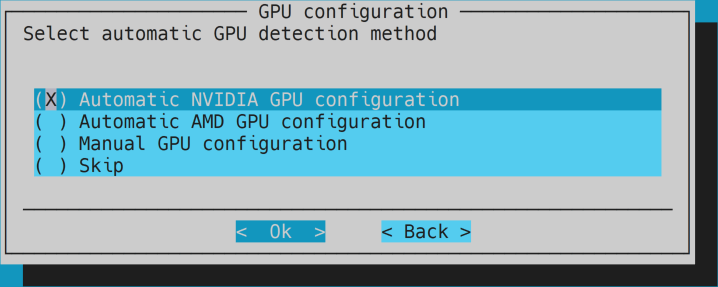 GPU configuration
Select automatic GPU detection method
(X) Automatic NVIDIA GPU configuration
( ) Automatic AMD GPU configuration
( ) Manual GPU configuration
( ) Skip
< Ok > < Back >